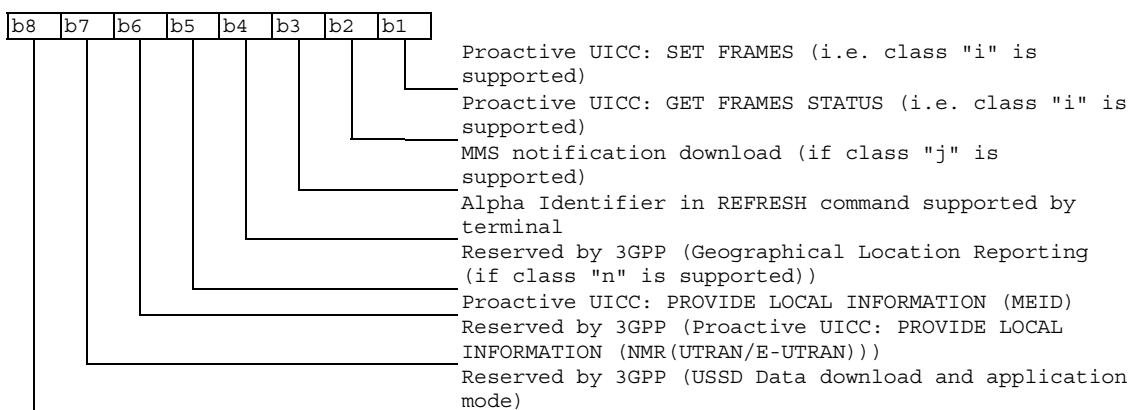 b8 b7 b6 b5 b4 b3 b2 b1
Proactive UICC: SET FRAMES (i.e. class "i" is
supported)
Proactive UICC: GET FRAMES STATUS (i.e. class "i" is
supported)
MMS notification download (if class "j" is
supported)
Alpha Identifier in REFRESH command supported by
terminal
Reserved by 3GPP (Geographical Location Reporting
(if class "n" is supported))
Proactive UICC: PROVIDE LOCAL INFORMATION (MEID)
Reserved by 3GPP (Proactive UICC: PROVIDE LOCAL
INFORMATION (NMR(UTRAN/E-UTRAN)))
Reserved by 3GPP (USSD Data download and application
mode)